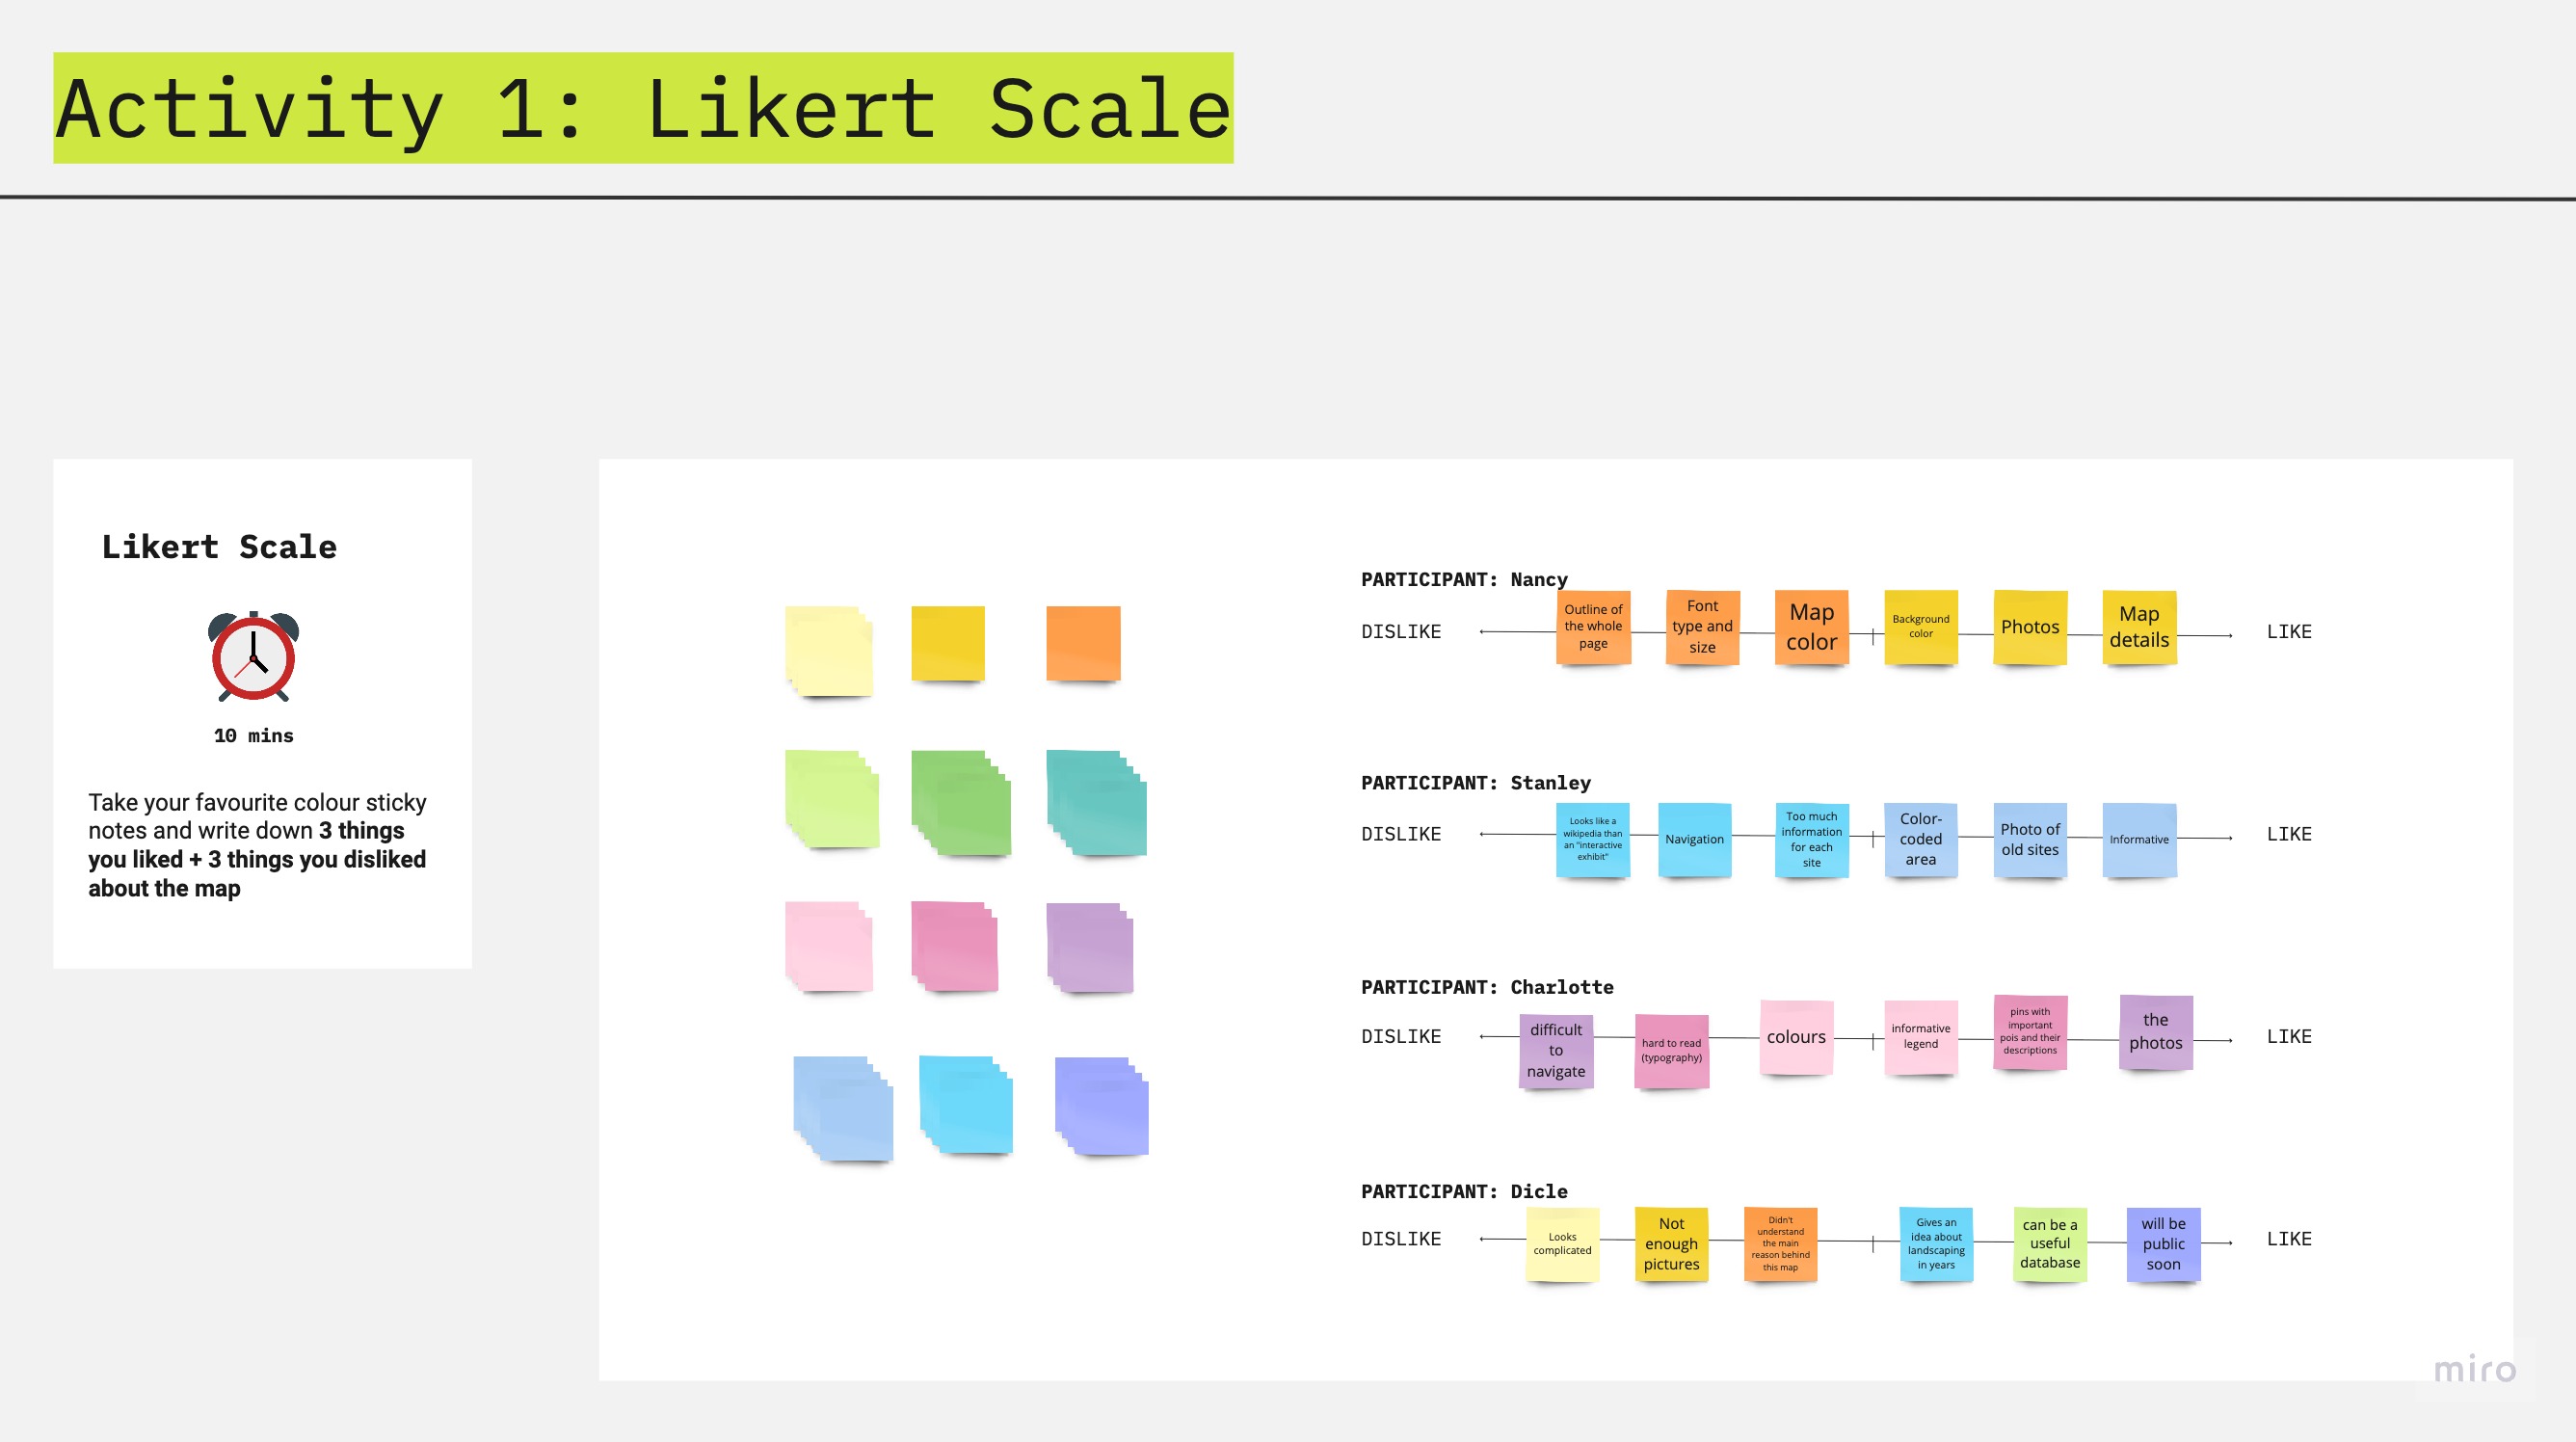 Activity 1: Likert Scale
Likert Scale
10 mins
Take your favourite colour sticky
notes and write down 3 things
you liked + 3 things you disliked
about the map
PARTICIPANT: Nancy
DISLIKE
Outline of
the whole
page
Font
type and
size
Map
color
Background
color
Photos
Map
details
LIKE
PARTICIPANT: Stanley
DISLIKE
Looks like a
wikipedia than
an "interactive
exhibit"
Navigation
Too much
information
for each
site
Color-
coded
area
Photo of
old sites
Informative
LIKE
PARTICIPANT: Charlotte
DISLIKE
difficult
to
navigate
hard to read
(typography)
colours
informative
legend
pins with
important
pois and their
descriptions
the
photos
LIKE
PARTICIPANT: Dicle
DISLIKE
Looks
complicated
Not
enough
pictures
Didn't
understand
the main
reason behind
this map
Gives an
idea about
landscaping
in years
can be a
useful
database
will be
public
soon
LIKE
miro